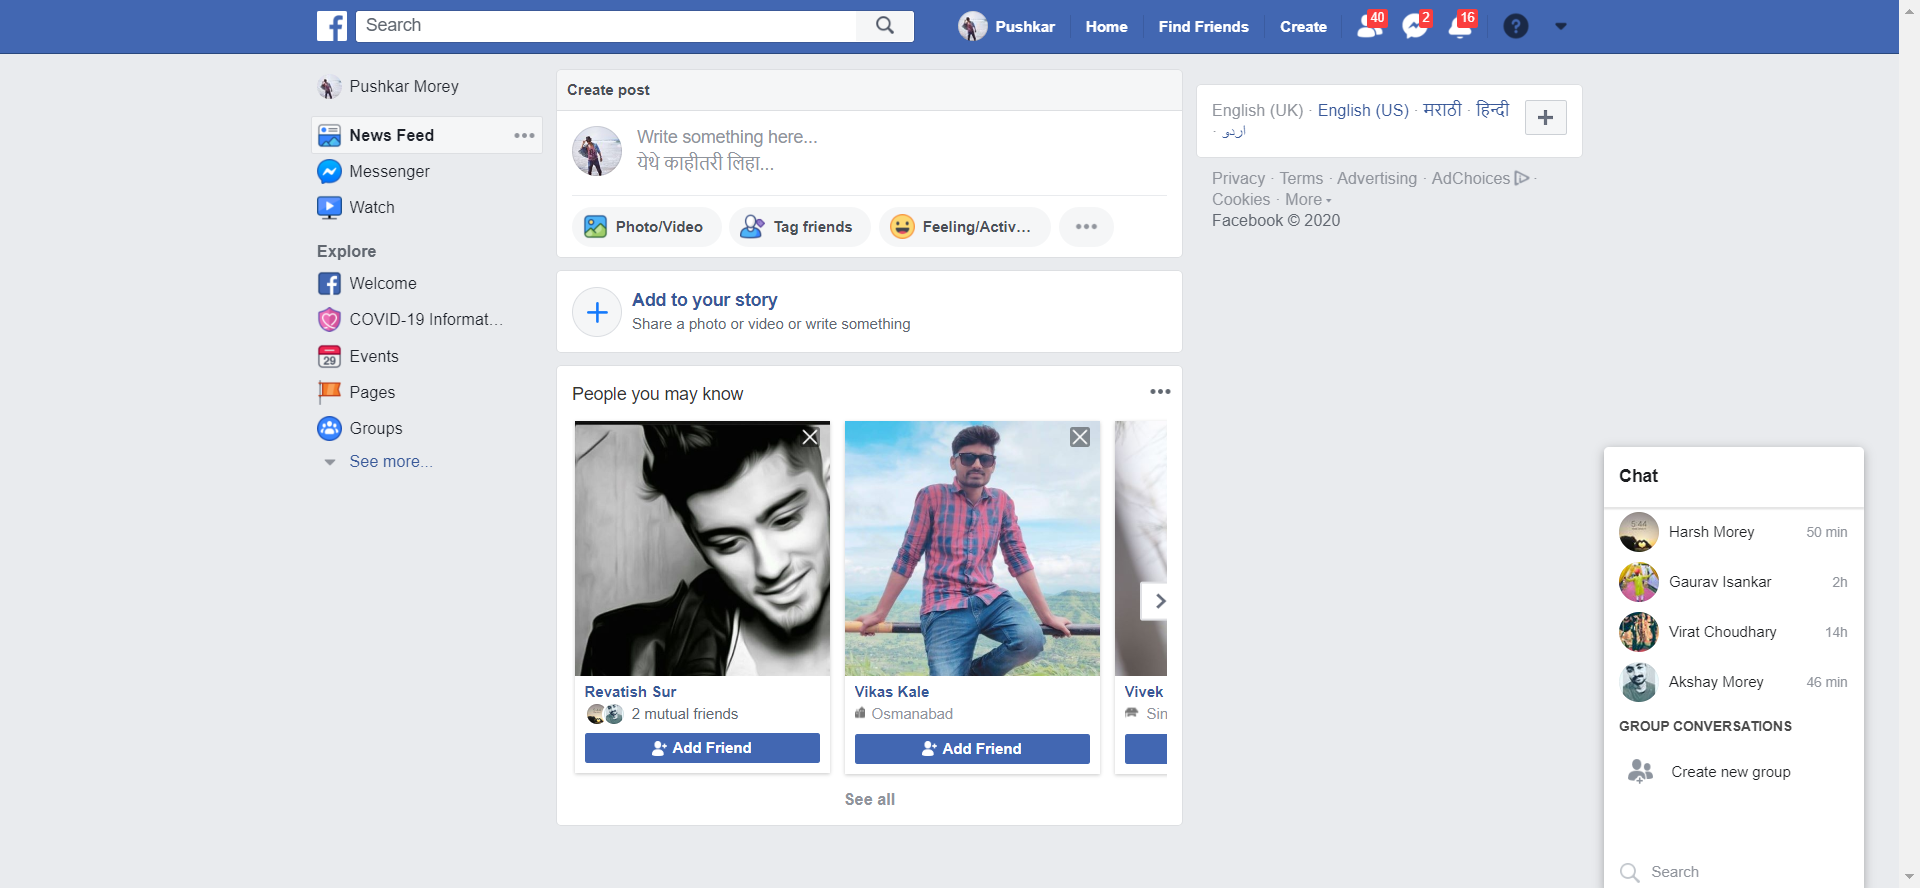 Search
Pushkar
Home
Find Friends
Create
40
2
16
?
Pushkar Morey
News Feed
Messenger
Watch
Explore
Welcome
COVID-19 Informat...
29
Events
Pages
Groups
See more...
Create post
Write something here...
येथे काहीतरी लिहा...
Photo/Video
Tag friends
Feeling/Activ...
Add to your story
Share a photo or video or write something
People you may know
Revatish Sur
2 mutual friends
Add Friend
Vikas Kale
Osmanabad
Add Friend
Vivek
Sin
See all
English (UK) · English (US) · मराठी · हिन्दी
· اردو
Privacy · Terms · Advertising · AdChoices ·
Cookies · More
Facebook © 2020
Chat
5:44
Harsh Morey 50 min
Gaurav Isankar 2h
Virat Choudhary 14h
Akshay Morey 46 min
GROUP CONVERSATIONS
Create new group
Search